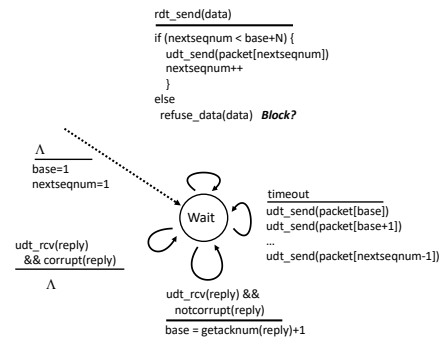 rdt_send(data)
if (nextseqnum < base+N) {
udt_send(packet[nextseqnum])
nextseqnum++
}
else
refuse_data(data) Block?
Λ
base=1
nextseqnum=1
Wait
timeout
udt_send(packet[base])
udt_send(packet[base+1])
…
udt_send(packet[nextseqnum-1])
udt_rcv(reply)
&& corrupt(reply)
Λ
udt_rcv(reply) &&
notcorrupt(reply)
base = getacknum(reply)+1